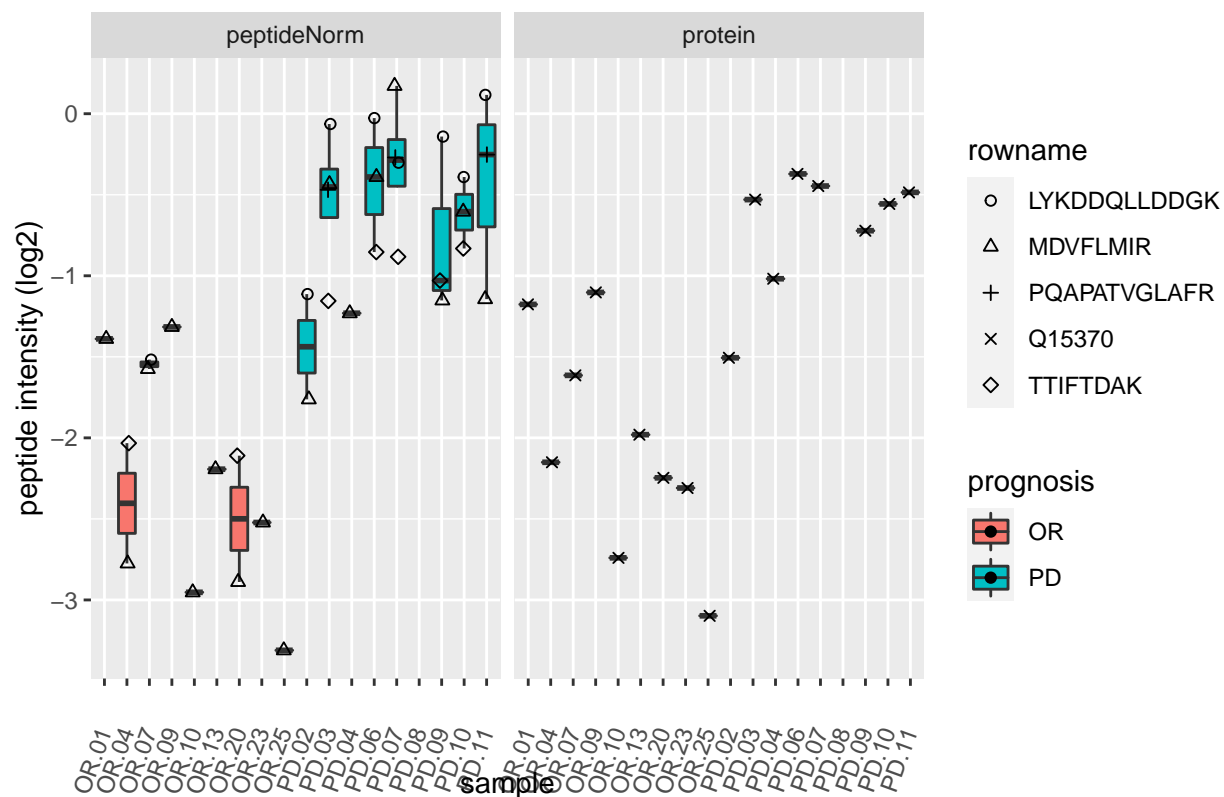 peptideNorm
protein
peptide intensity (log2)
0
−1
−2
−3
OR.01
OR.04
OR.07
OR.09
OR.10
OR.13
OR.20
OR.23
OR.25
PD.02
PD.03
PD.04
PD.06
PD.07
PD.08
PD.09
PD.10
PD.11
OR.01
OR.04
OR.07
OR.09
OR.10
OR.13
OR.20
OR.23
OR.25
PD.02
PD.03
PD.04
PD.06
PD.07
PD.08
PD.09
PD.10
PD.11
sample
rowname
LYKDDQLLDDGK
MDVFLMIR
PQAPATVGLAFR
Q15370
TTIFTDAK
prognosis
OR
PD